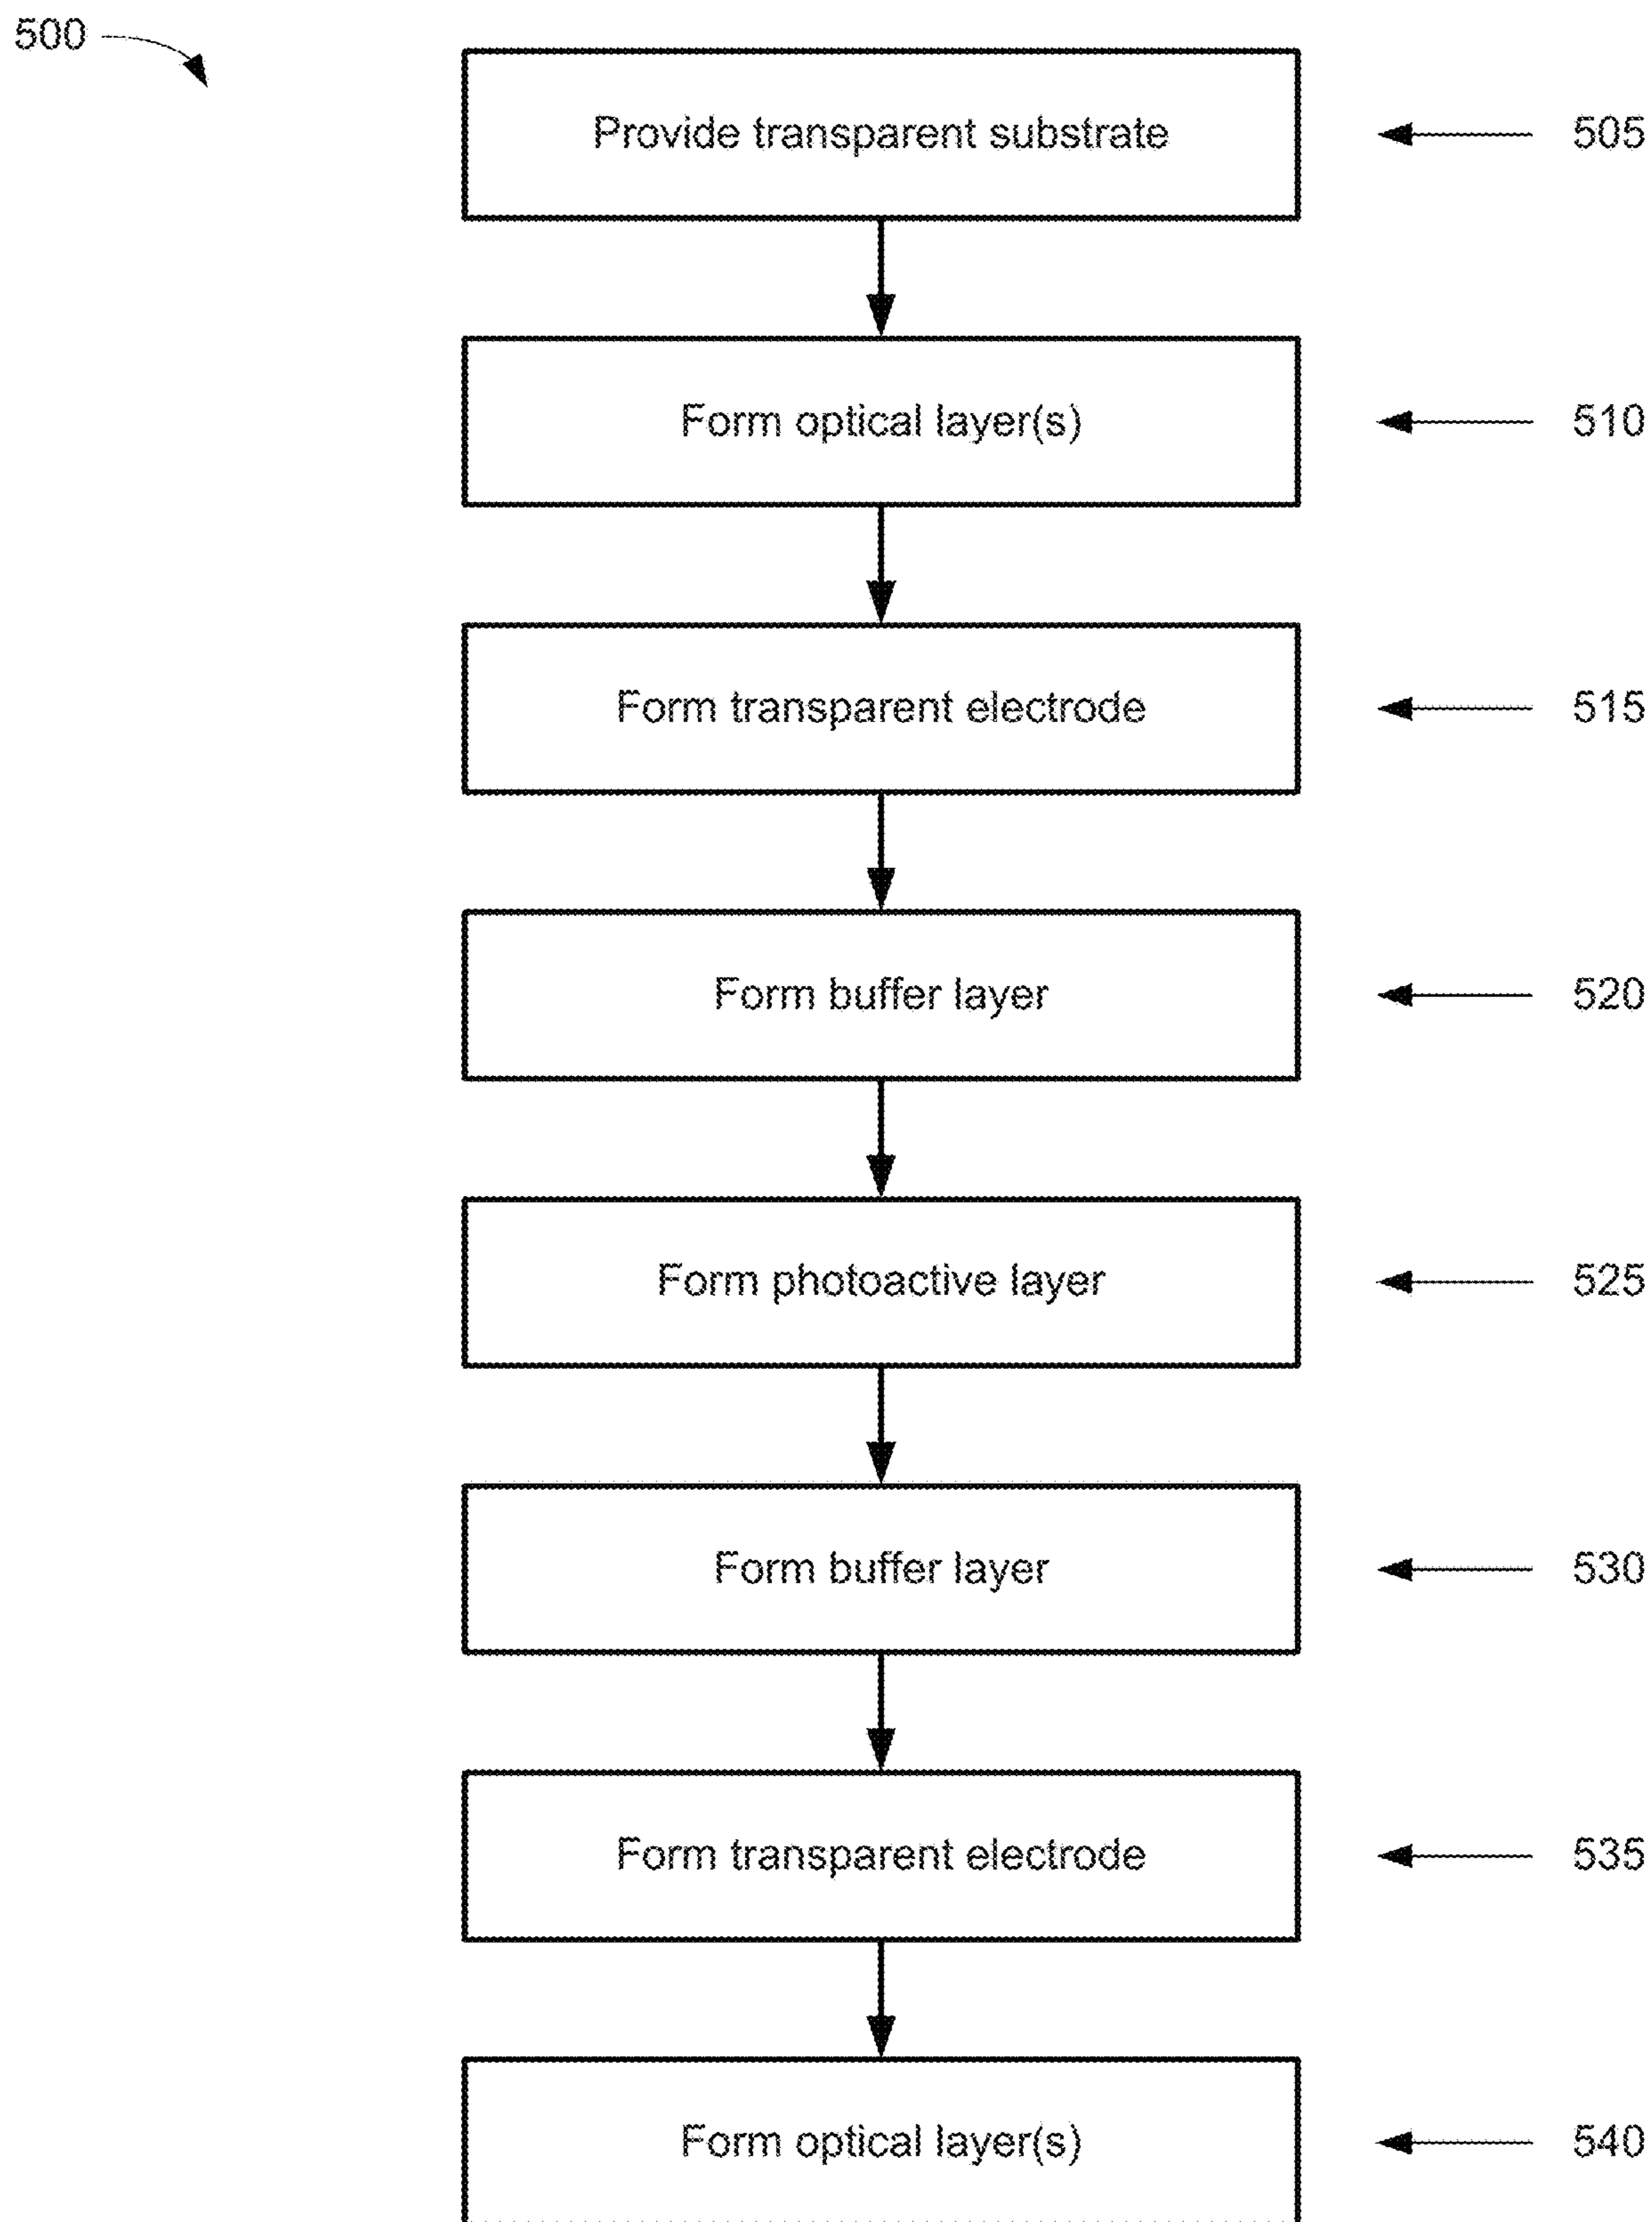 500
Provide transparent substrate 505
Form optical layer(s) 510
Form transparent electrode 515
Form buffer layer 520
Form photoactive layer 525
Form buffer layer 530
Form transparent electrode 535
Form optical layer(s) 540